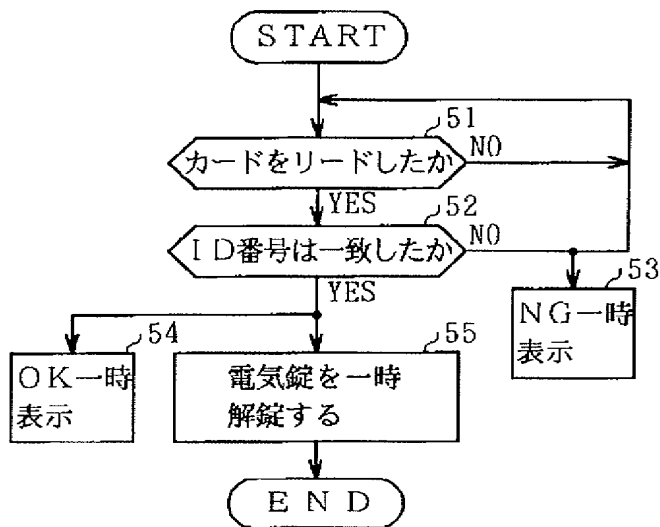 START
51
カードをリードしたか
NO
YES
52
ID番号は一致したか
NO
YES
53
NG一時
表示
54
OK一時
表示
55
電気錠を一時
解錠する
END